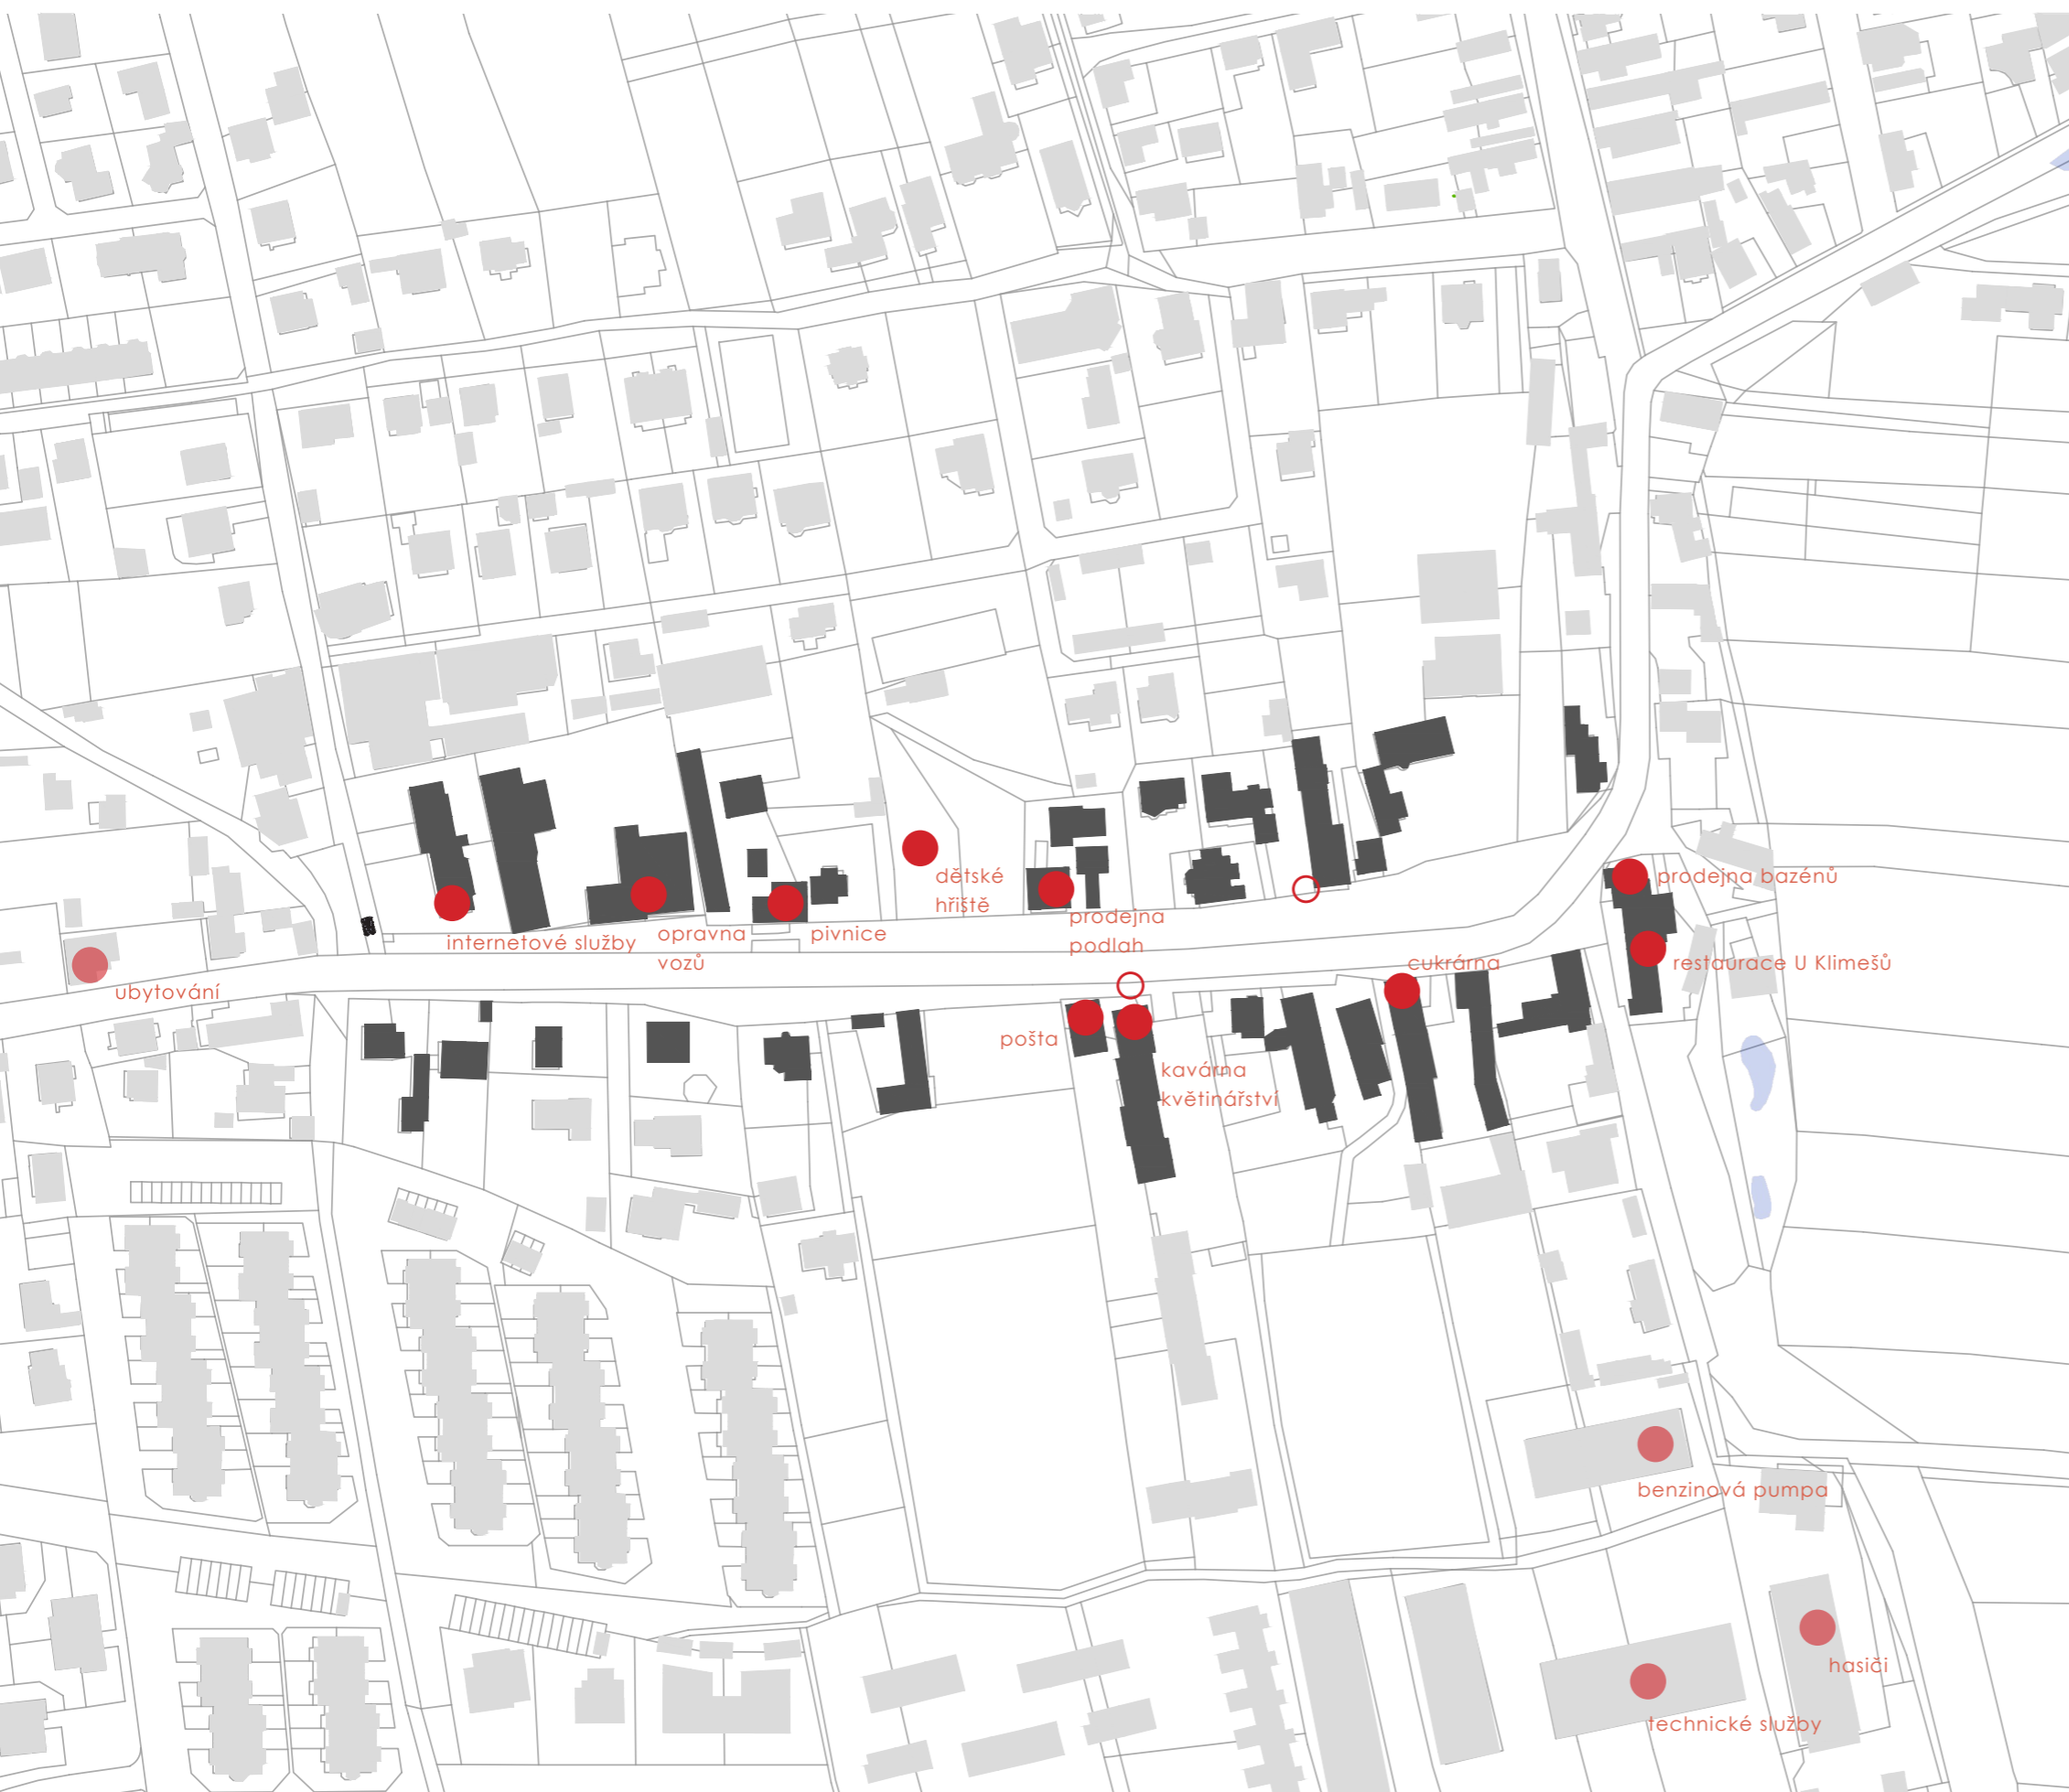 dětské
hřiště
prodejna bazénů
prodejna
podlah
internetové služby
opravna
vozů
pivnice
cukrárna
restaurace U Klimešů
ubytování
pošta
kavárna
květinářství
benzinová pumpa
hasiči
technické služby